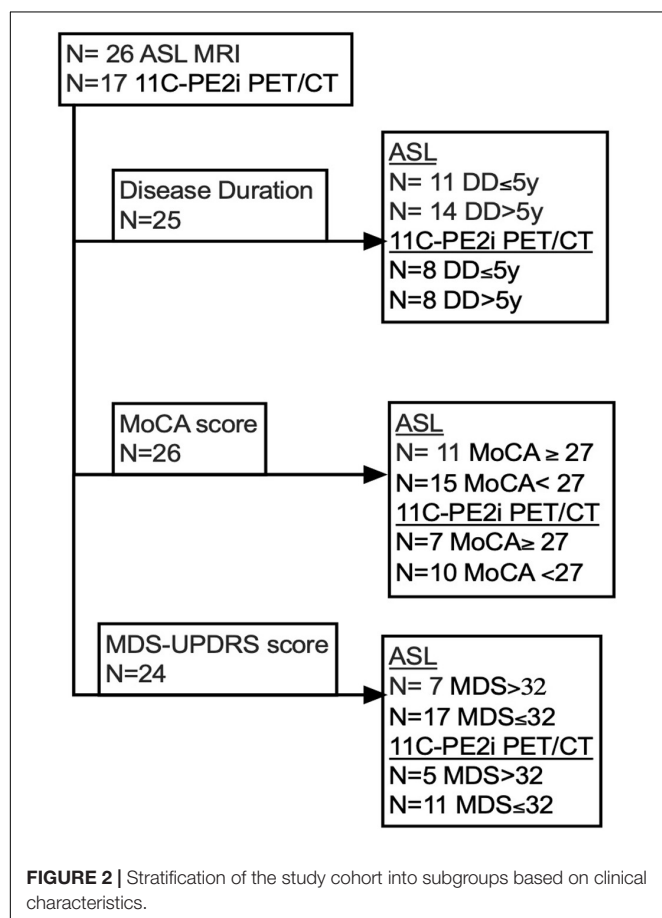 N= 26 ASL MRI
N=17 11C-PE2i PET/CT
Disease Duration
N=25
ASL
N= 11 DD≤5y
N= 14 DD>5y
11C-PE2i PET/CT
N=8 DD≤5y
N=8 DD>5y
MoCA score
N=26
ASL
N= 11 MoCA ≥ 27
N=15 MoCA< 27
11C-PE2i PET/CT
N=7 MoCA≥ 27
N=10 MoCA <27
MDS-UPDRS score
N=24
ASL
N= 7 MDS>32
N=17 MDS≤32
11C-PE2i PET/CT
N=5 MDS>32
N=11 MDS≤32
FIGURE 2 | Stratification of the study cohort into subgroups based on clinical
characteristics.